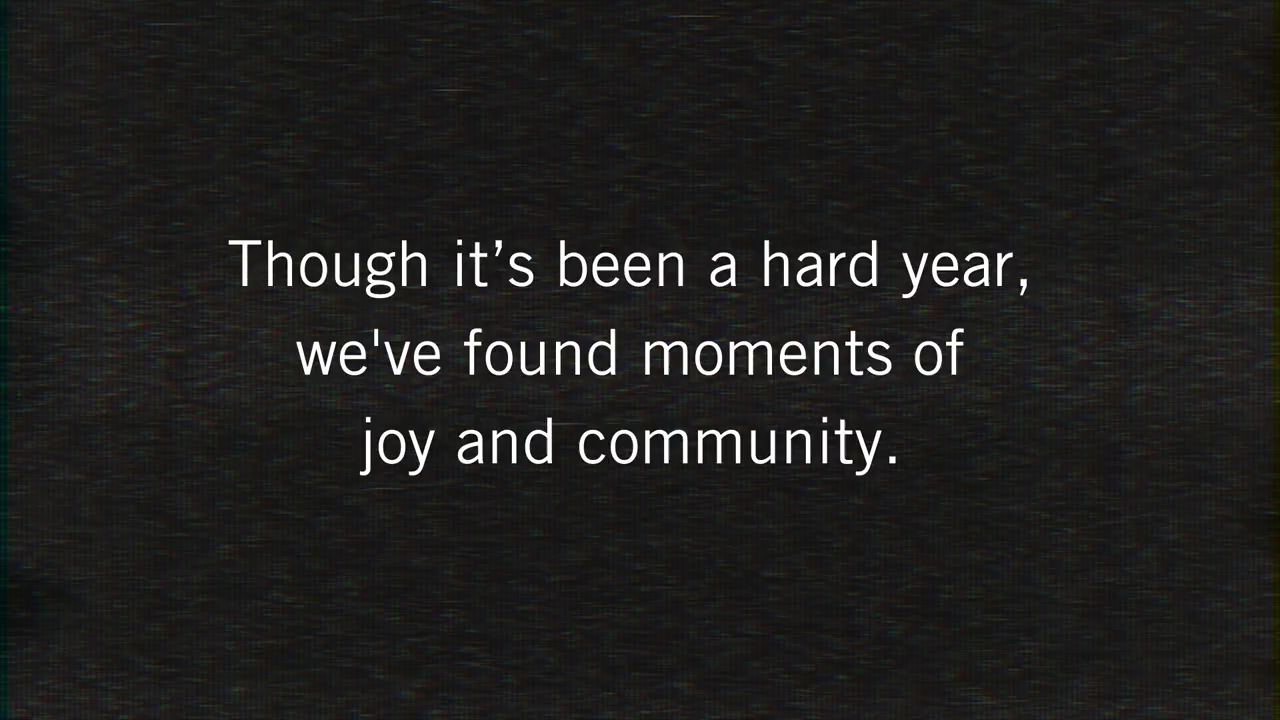 Though it’s been a hard year,
we've found moments of
joy and community.